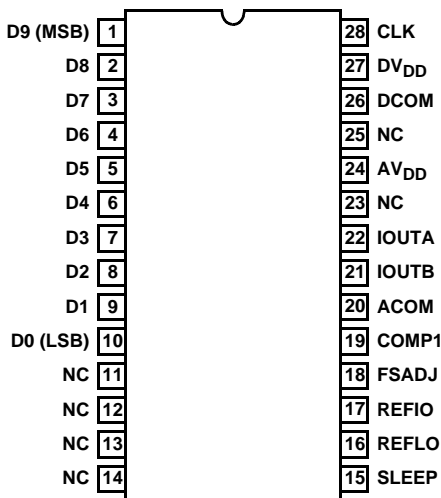 D9 (MSB) 1 28 CLK
D8 2 27 DVDD
D7 3 26 DCOM
D6 4 25 NC
D5 5 24 AVDD
D4 6 23 NC
D3 7 22 IOUTA
D2 8 21 IOUTB
D1 9 20 ACOM
D0 (LSB) 10 19 COMP1
NC 11 18 FSADJ
NC 12 17 REFIO
NC 13 16 REFLO
NC 14 15 SLEEP